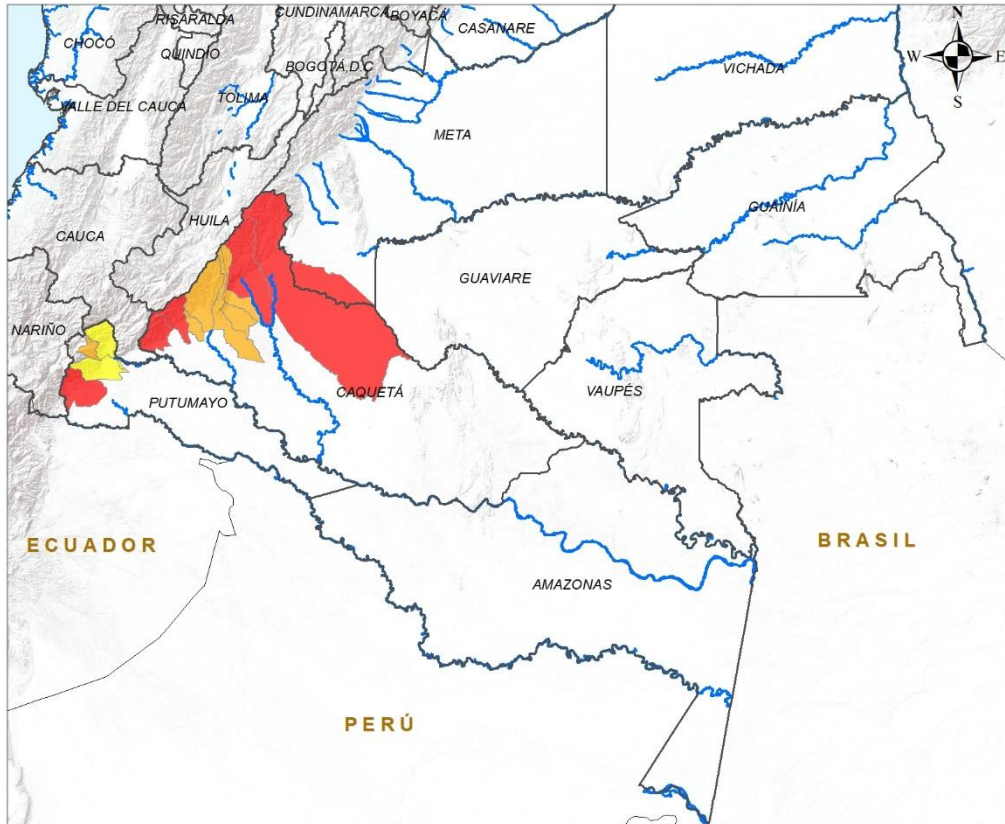 RISARALDA
CUNDINAMARCA
BOYACÁ
CASANARE
N
CHOCÓ
QUINDIO
BOGOTÁ,D.C
W
E
VICHADA
VALLE DEL CAUCA
TOLIMA
S
META
HUILA
GUAINÍA
CAUCA
GUAVIARE
NARIÑO
CAQUETÁ
VAUPÉS
PUTUMAYO
ECUADOR
BRASIL
AMAZONAS
PERÚ